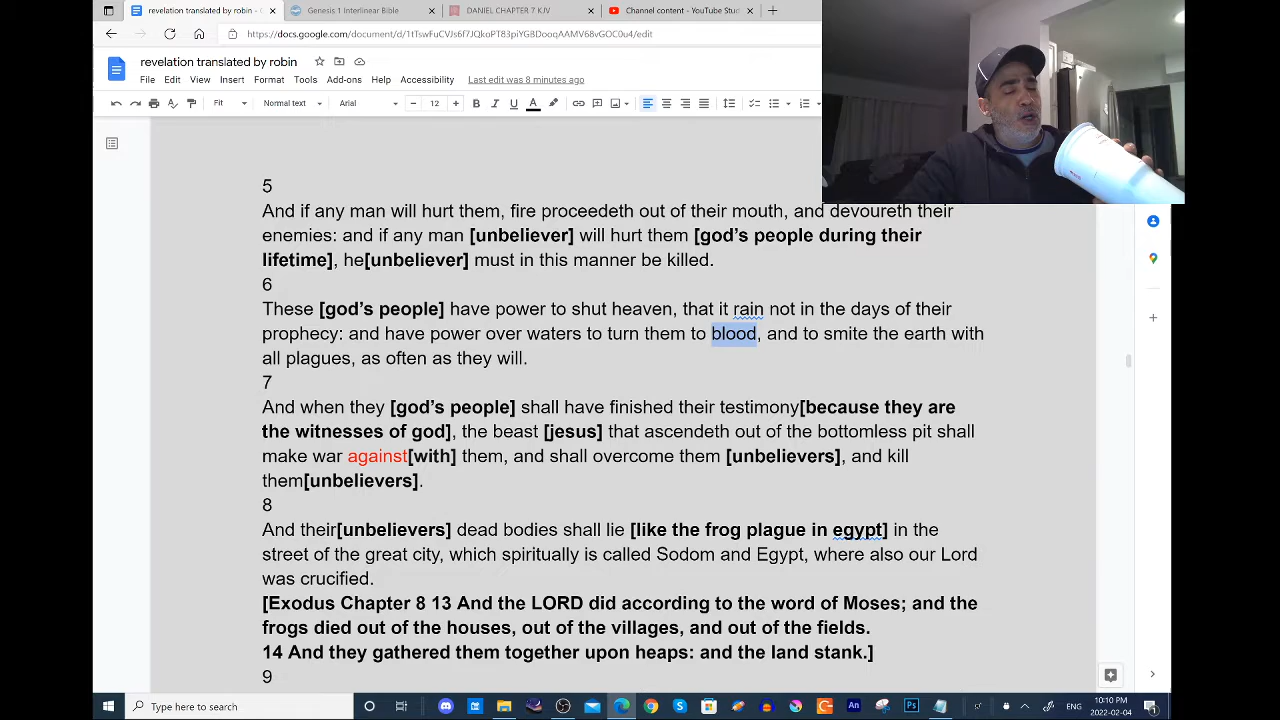 revelation translated by robin - G
Genesis 1 Interlinear Bible
DANIEL CHAPTER 7 KJV
Channel content - YouTube Stud
https://docs.google.com/document/d/1tTswFuCVJs6f7JQkoPT83piYGBDooqAAMV68vGOC0u4/edit
revelation translated by robin
File Edit View Insert Format Tools Add-ons Help Accessibility Last edit was 8 minutes ago
Fit Normal text Arial 12
5
And if any man will hurt them, fire proceedeth out of their mouth, and devoureth their
enemies: and if any man [unbeliever] will hurt them [god's people during their
lifetime], he[unbeliever] must in this manner be killed.
6
These [god's people] have power to shut heaven, that it rain not in the days of their
prophecy: and have power over waters to turn them to blood, and to smite the earth with
all plagues, as often as they will.
7
And when they [god's people] shall have finished their testimony[because they are
the witnesses of god], the beast [jesus] that ascendeth out of the bottomless pit shall
make war against[with] them, and shall overcome them [unbelievers], and kill
them[unbelievers].
8
And their[unbelievers] dead bodies shall lie [like the frog plague in egypt] in the
street of the great city, which spiritually is called Sodom and Egypt, where also our Lord
was crucified.
[Exodus Chapter 8 13 And the LORD did according to the word of Moses; and the
frogs died out of the houses, out of the villages, and out of the fields.
14 And they gathered them together upon heaps: and the land stank.]
9
Type here to search
ENG
10:10 PM
2022-02-04